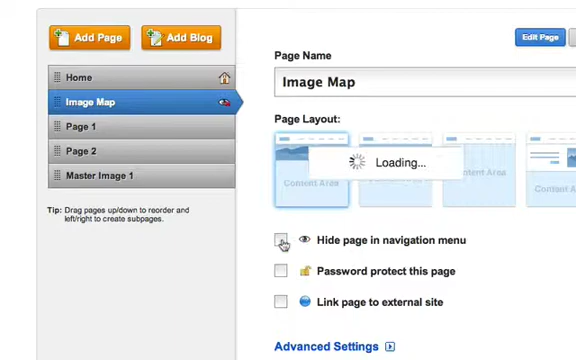 Add Page
Add Blog
Edit Page
Page Name
Home
Image Map
Image Map
Page 1
Page Layout:
Page 2
Loading...
Master Image 1
Content Area
Content Area
Content Area
Tip: Drag pages up/down to reorder and
left/right to create subpages.
Hide page in navigation menu
Password protect this page
Link page to external site
Advanced Settings